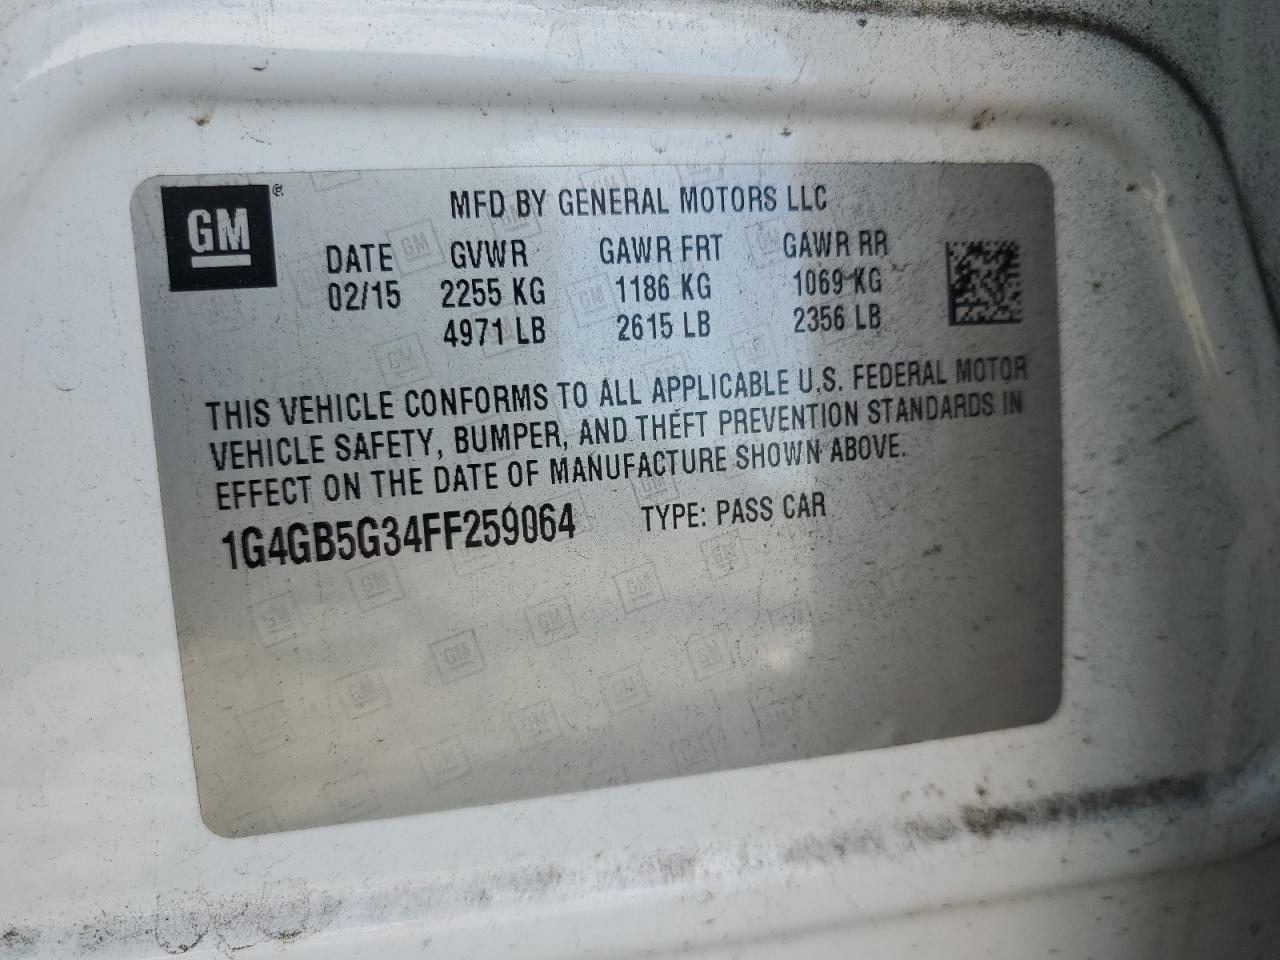 GM ®
MFD BY GENERAL MOTORS LLC
DATE GVWR GAWR FRT GAWR RR
02/15 2255 KG 1186 KG 1069 KG
4971 LB 2615 LB 2356 LB
THIS VEHICLE CONFORMS TO ALL APPLICABLE U.S. FEDERAL MOTOR
VEHICLE SAFETY, BUMPER, AND THEFT PREVENTION STANDARDS IN
EFFECT ON THE DATE OF MANUFACTURE SHOWN ABOVE.
1G4GB5G34FF259064 TYPE: PASS CAR